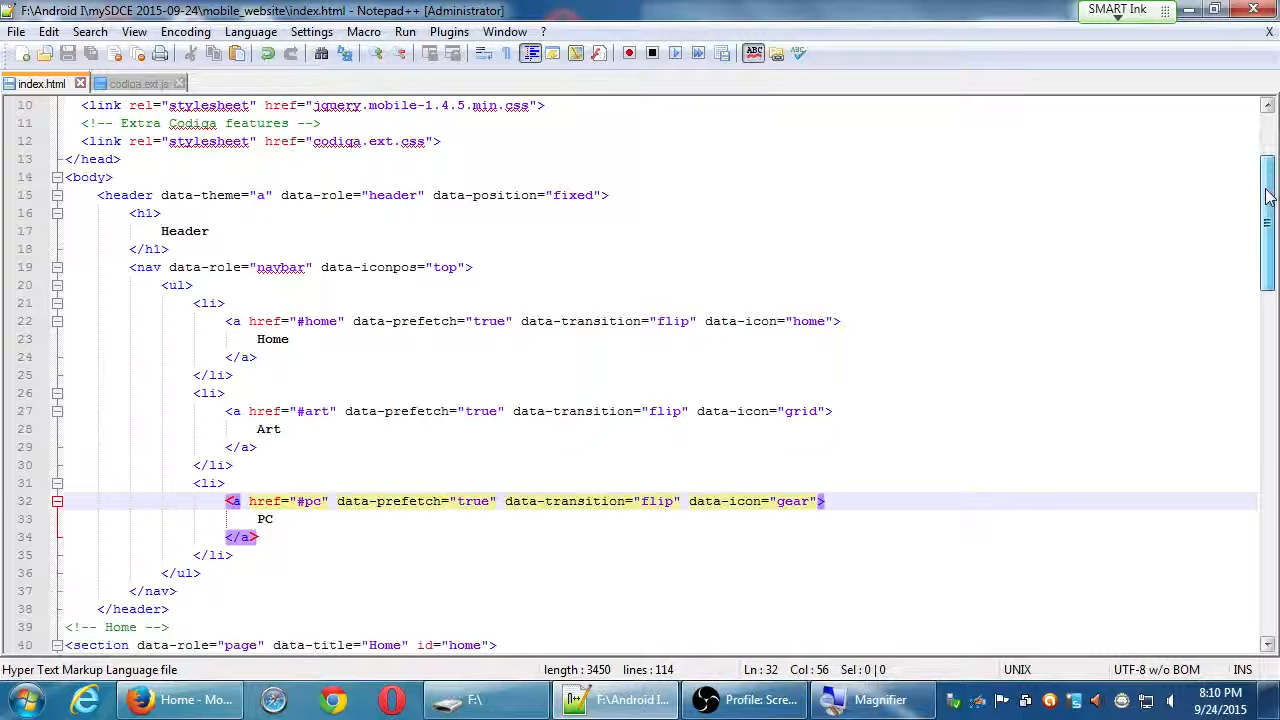 F:\Android I\mySDCE 2015-09-24\mobile_website\index.html - Notepad++ [Administrator]
SMART Ink
File Edit Search View Encoding Language Settings Macro Run Plugins Window ? X
index.html codiga.ext.js
10 <link rel="stylesheet" href="jquery.mobile-1.4.5.min.css">
11 <!-- Extra Codiqa features -->
12 <link rel="stylesheet" href="codiqa.ext.css">
13 </head>
14 <body>
15 <header data-theme="a" data-role="header" data-position="fixed">
16 <h1>
17 Header
18 </h1>
19 <nav data-role="navbar" data-iconpos="top">
20 <ul>
21 <li>
22 <a href="#home" data-prefetch="true" data-transition="flip" data-icon="home">
23 Home
24 </a>
25 </li>
26 <li>
27 <a href="#art" data-prefetch="true" data-transition="flip" data-icon="grid">
28 Art
29 </a>
30 </li>
31 <li>
32 <a href="#pc" data-prefetch="true" data-transition="flip" data-icon="gear">
33 PC
34 </a>
35 </li>
36 </ul>
37 </nav>
38 </header>
39 <!-- Home -->
40 <section data-role="page" data-title="Home" id="home">
Hyper Text Markup Language file length : 3450 lines : 114 Ln : 32 Col : 56 Sel : 0 | 0 UNIX UTF-8 w/o BOM INS
Home - Mo... F:\ F:\Android I... Profile: Scre... Magnifier 8:10 PM
9/24/2015